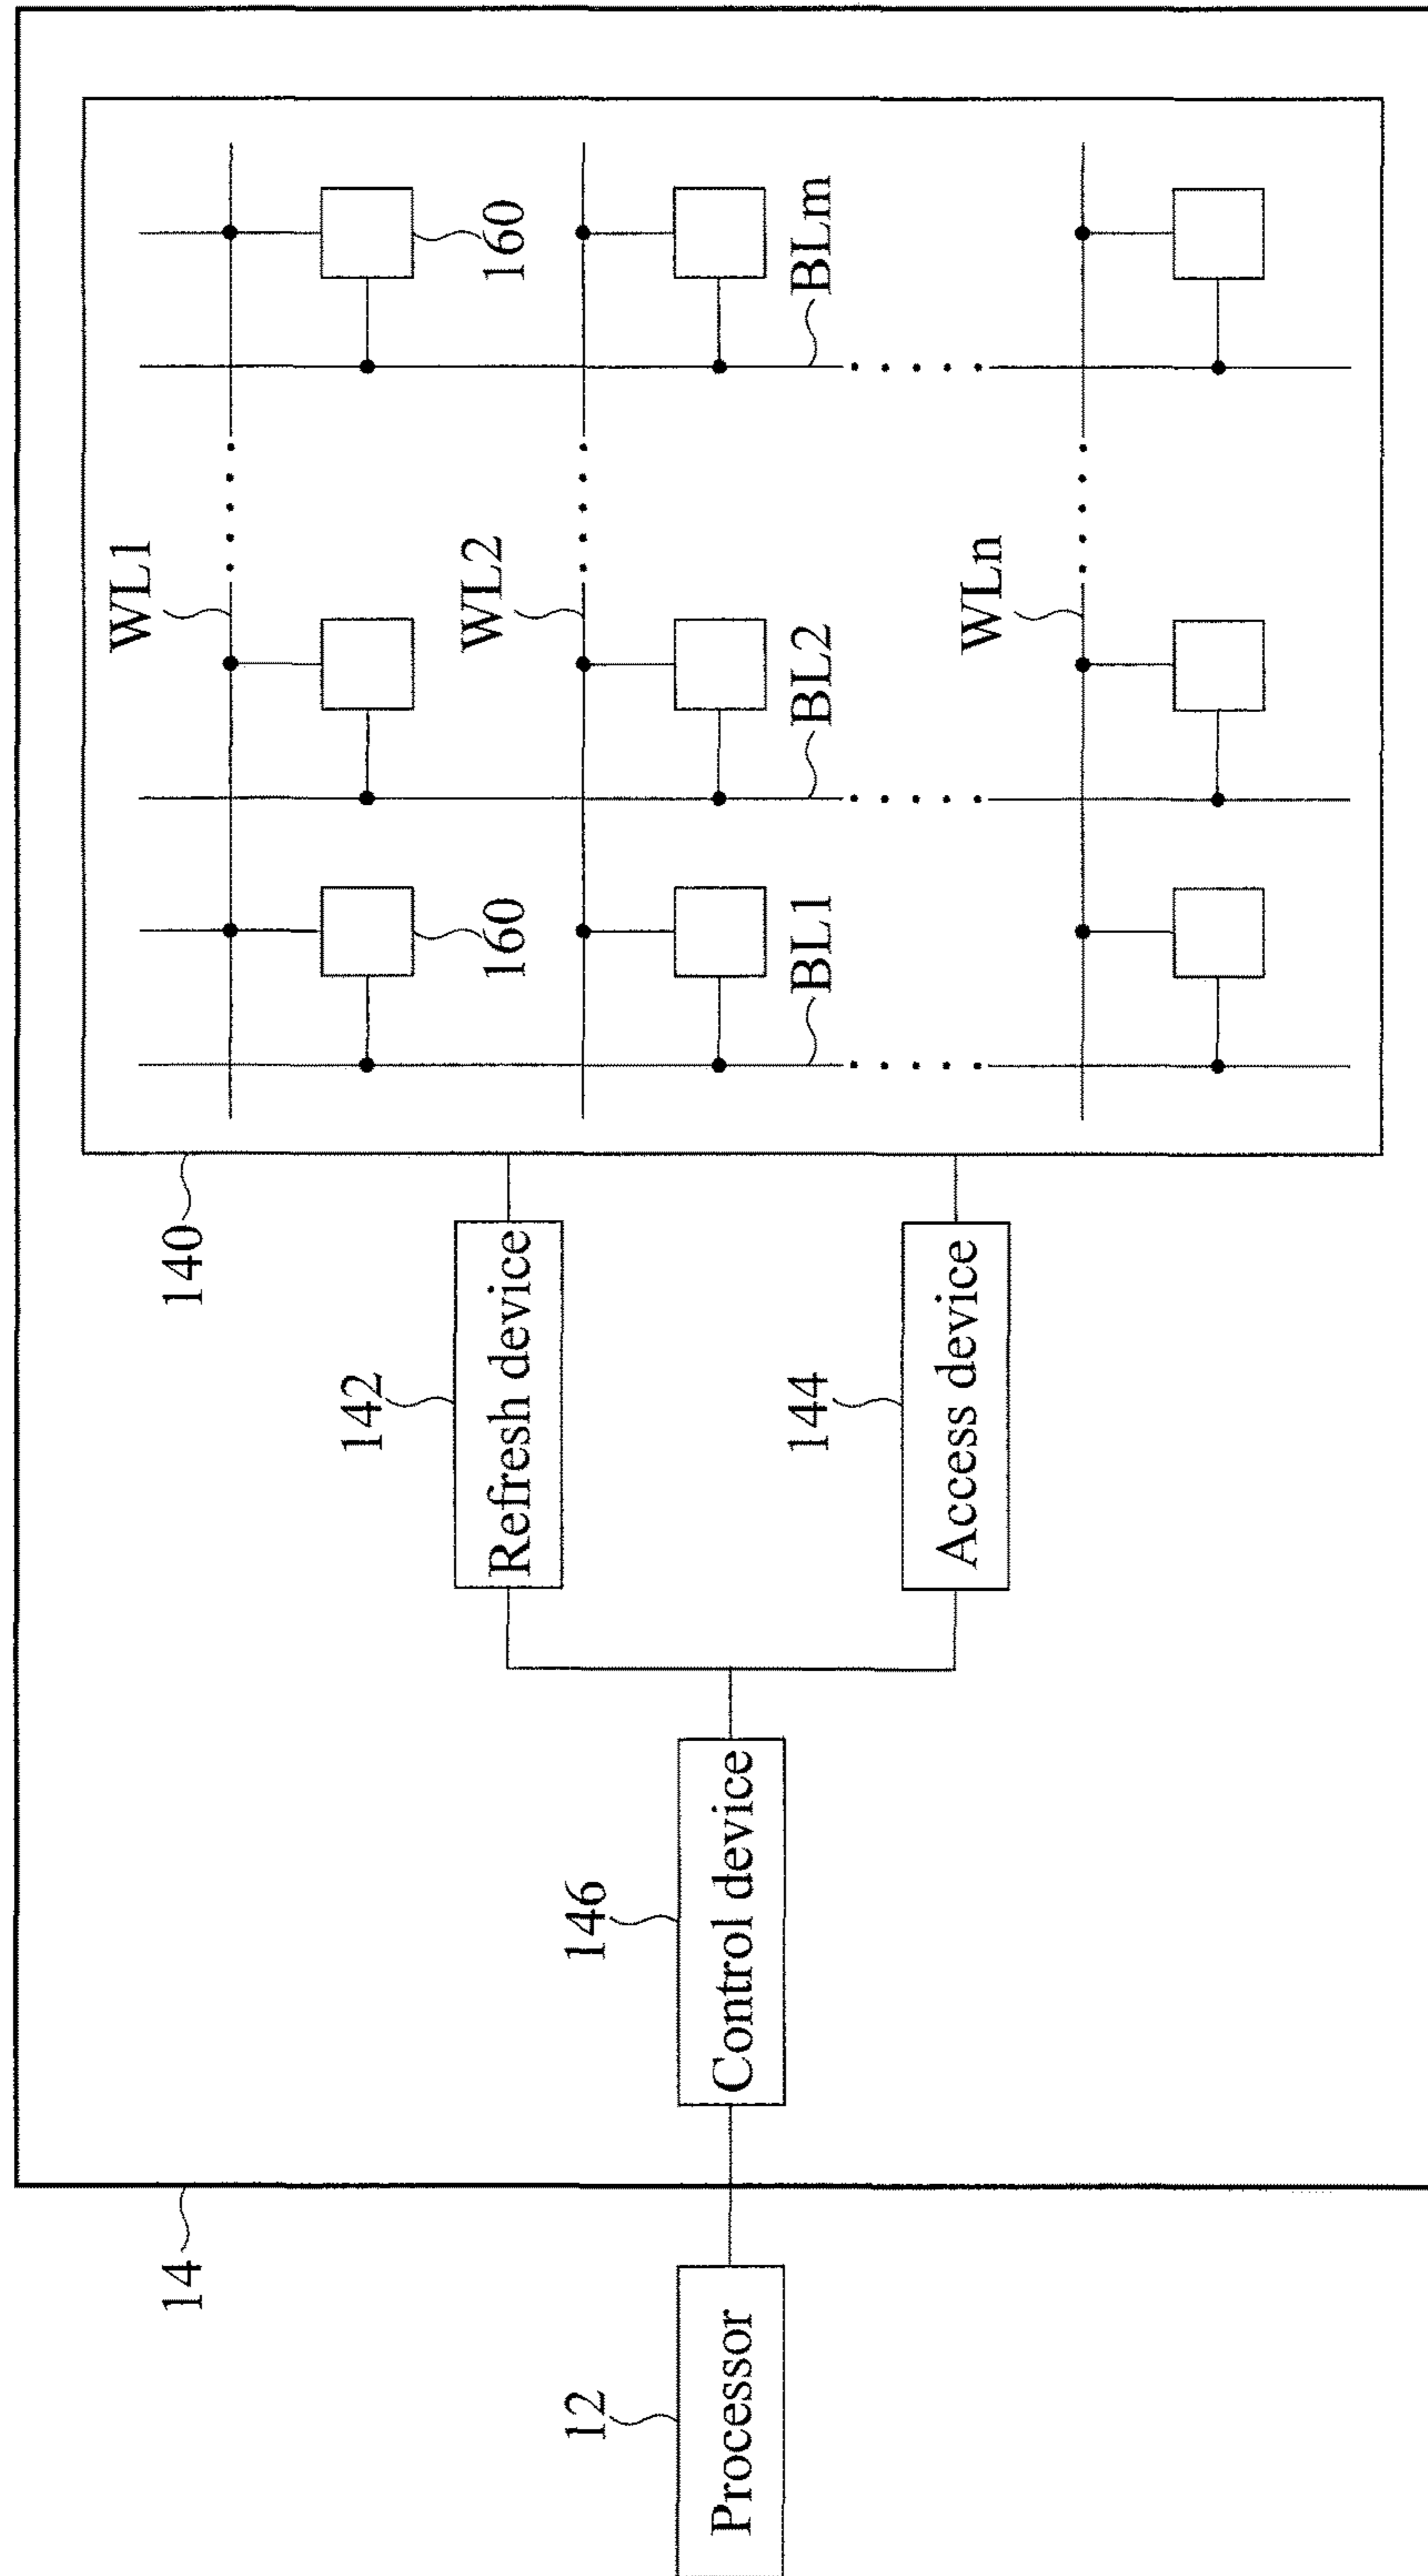 14
140
WL1
160
160
WL2
BL1
BL2
BLm
WLn
142
Refresh device
144
Access device
146
Control device
12
Processor